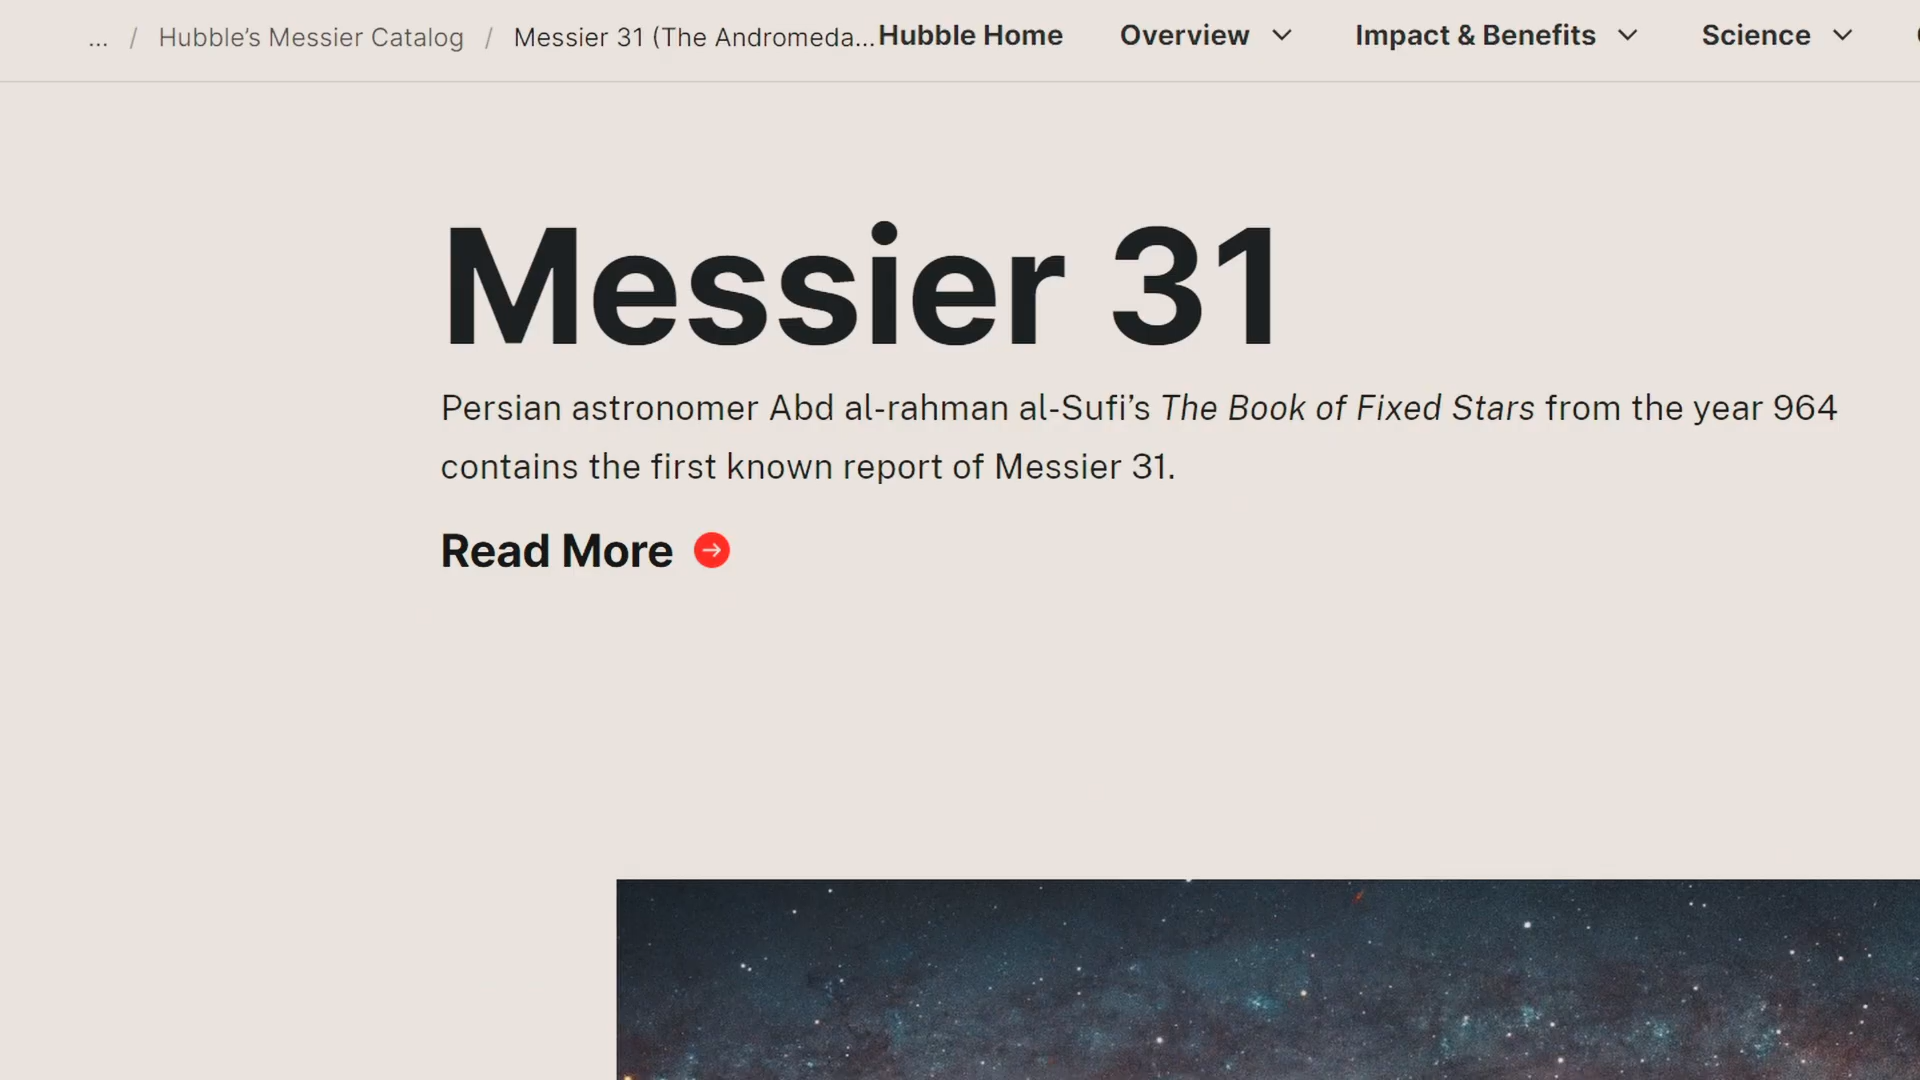 ... / Hubble’s Messier Catalog / Messier 31 (The Andromeda... Hubble Home Overview Impact & Benefits Science
Messier 31
Persian astronomer Abd al-rahman al-Sufi’s The Book of Fixed Stars from the year 964
contains the first known report of Messier 31.
Read More